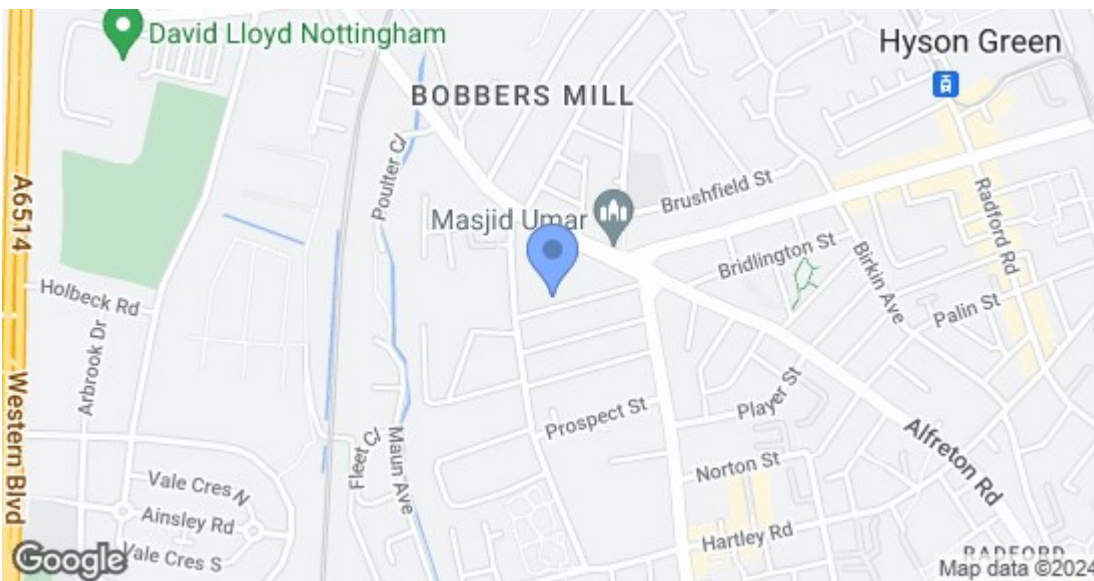 David Lloyd Nottingham
Hyson Green
BOBBERS MILL
A6514
Poulter Cl
Brushfield St
Masjid Umar
Radford Rd
Bridlington St
Birkin Ave
Holbeck Rd
Palin St
Arbrook Dr
Western Blvd
Player St
Prospect St
Alfreton Rd
Fleet Cl
Maun Ave
Norton St
Vale Cres N
Ainsley Rd
Hartley Rd
Vale Cres S
RADFORD
Google
Map data ©2024